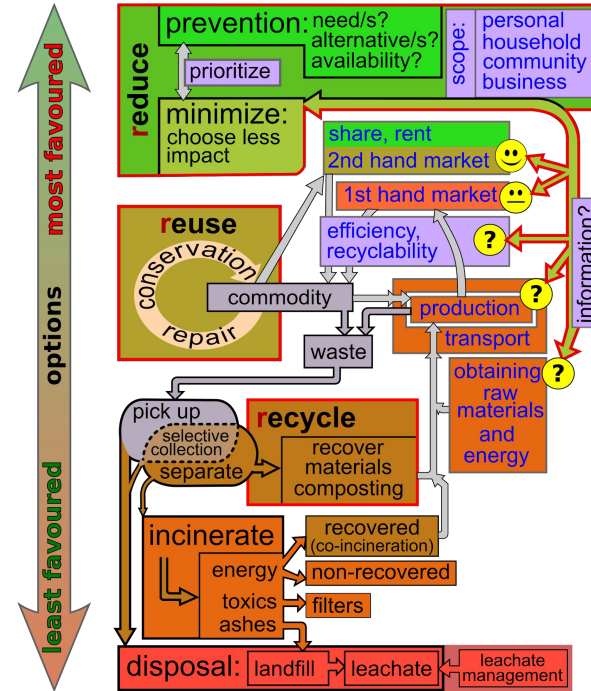 most favoured
options
least favoured
reduce
prevention:
need/s?
alternative/s?
availability?
scope:
personal
household
community
business
prioritize
minimize:
choose less
impact
share, rent
2nd hand market
1st hand market
efficiency,
recyclability
?
information?
reuse
conservation
repair
commodity
production
?
transport
waste
obtaining
raw
materials
and
energy
?
pick up
selective
collection
separate
recycle
recover
materials
composting
incinerate
energy
toxics
ashes
recovered
(co-incineration)
non-recovered
filters
disposal:
landfill
leachate
leachate
management